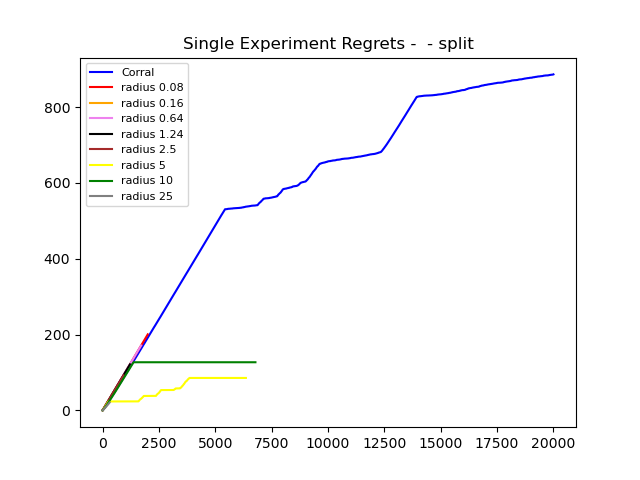 Single Experiment Regrets -  - split
Corral
radius 0.08
radius 0.16
radius 0.64
radius 1.24
radius 2.5
radius 5
radius 10
radius 25
800
600
400
200
0
0 2500 5000 7500 10000 12500 15000 17500 20000